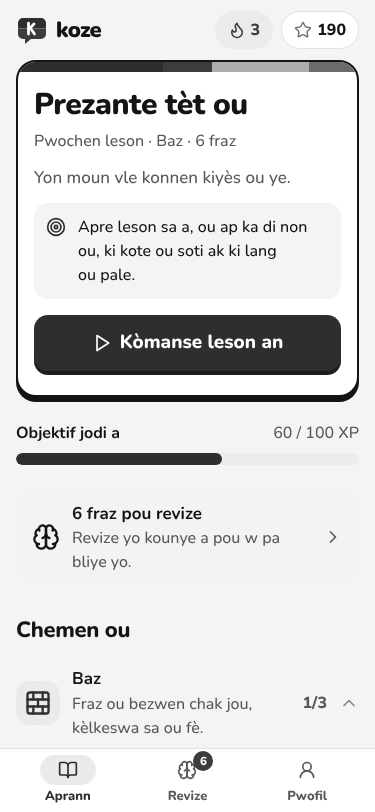 koze
3
190
Prezante tèt ou
Pwochen leson · Baz · 6 fraz
Yon moun vle konnen kiyès ou ye.
Apre leson sa a, ou ap ka di non
ou, ki kote ou soti ak ki lang
ou pale.
Kòmanse leson an
Objektif jodi a
60 / 100 XP
6 fraz pou revize
Revize yo kounye a pou w pa
bliye yo.
Chemen ou
Baz
Fraz ou bezwen chak jou,
kèlkeswa sa ou fè.
1/3
6
Aprann
Revize
Pwofil